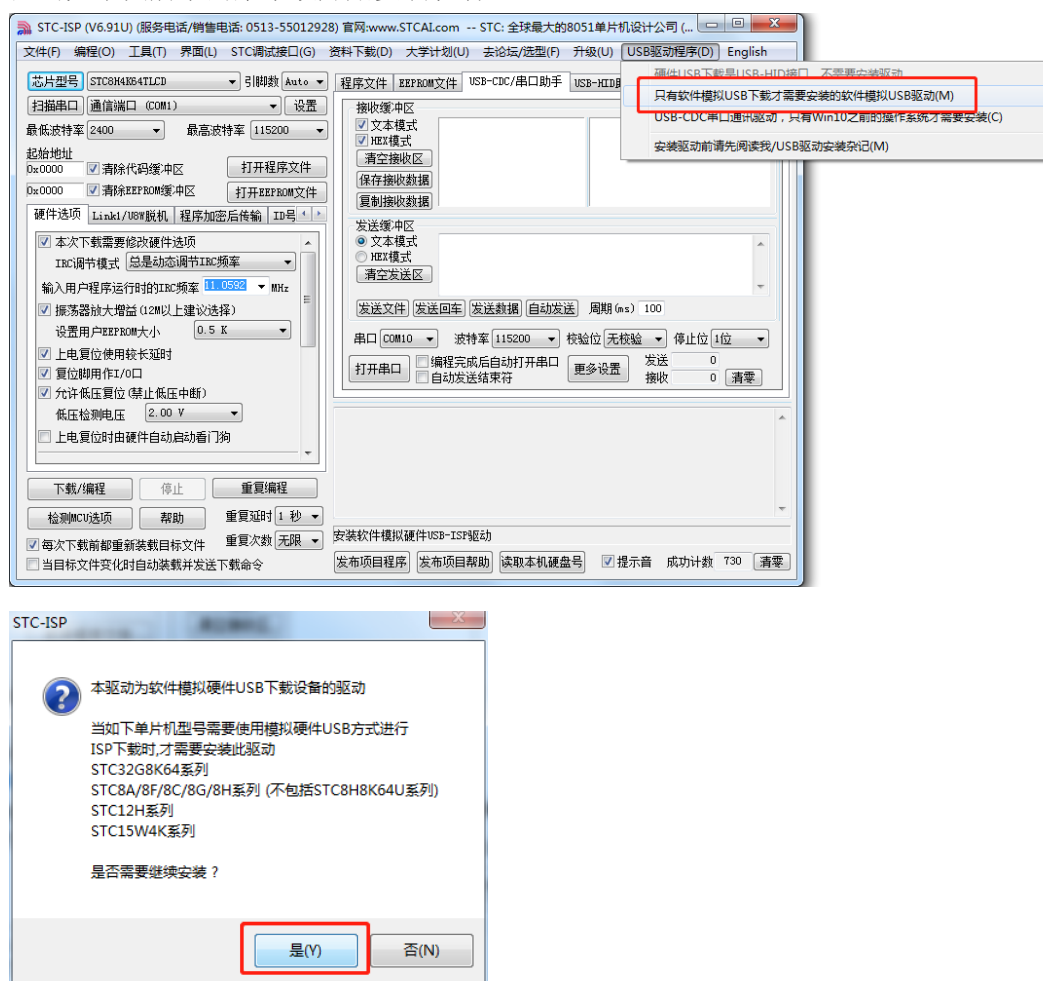 STC-ISP (V6.91U) (服务电话/销售电话: 0513-55012928) 官网:www.STCAI.com -- STC: 全球最大的8051单片机设计公司 (...
文件(F) 编程(O) 工具(T) 界面(L) STC调试接口(G) 资料下载(D) 大学计划(U) 去论坛/选型(F) 升级(U) USB驱动程序(D) English
硬件USB下载是USB-HID接口，不需要安装驱动
只有软件模拟USB下载才需要安装的软件模拟USB驱动(M)
USB-CDC串口通讯驱动，只有Win10之前的操作系统才需要安装(C)
安装驱动前请先阅读我/USB驱动安装杂记(M)
芯片型号 STC8H4K64TLCD 引脚数 Auto
扫描串口 通信端口 (COM1) 设置
最低波特率 2400 最高波特率 115200
起始地址
0x0000 清除代码缓冲区 打开程序文件
0x0000 清除EEPROM缓冲区 打开EEPROM文件
硬件选项 Link1/U8W脱机 程序加密后传输 ID号
本次下载需要修改硬件选项
IRC调节模式 总是动态调节IRC频率
输入用户程序运行时的IRC频率 11.0592 MHz
振荡器放大增益(12M以上建议选择)
设置用户EEPROM大小 0.5 K
上电复位使用较长延时
复位脚用作I/O口
允许低压复位(禁止低压中断)
低压检测电压 2.00 V
上电复位时由硬件自动启动看门狗
下载/编程 停止 重复编程
检测MCU选项 帮助 重复延时 1 秒
每次下载前都重新装载目标文件 重复次数 无限
当目标文件变化时自动装载并发送下载命令
程序文件 EEPROM文件 USB-CDC/串口助手 USB-HID
接收缓冲区
文本模式
HEX模式
清空接收区
保存接收数据
复制接收数据
发送缓冲区
文本模式
HEX模式
清空发送区
发送文件 发送回车 发送数据 自动发送 周期(ms) 100
串口 COM10 波特率 115200 校验位 无校验 停止位 1位
打开串口 编程完成后自动打开串口 更多设置 发送 0
自动发送结束符 接收 0 清零
安装软件模拟硬件USB-ISP驱动
发布项目程序 发布项目帮助 读取本机硬盘号 提示音 成功计数 730 清零
STC-ISP
本驱动为软件模拟硬件USB下载设备的驱动
当如下单片机型号需要使用模拟硬件USB方式进行
ISP下载时,才需要安装此驱动
STC32G8K64系列
STC8A/8F/8C/8G/8H系列 (不包括STC8H8K64U系列)
STC12H系列
STC15W4K系列
是否需要继续安装？
是(Y) 否(N)